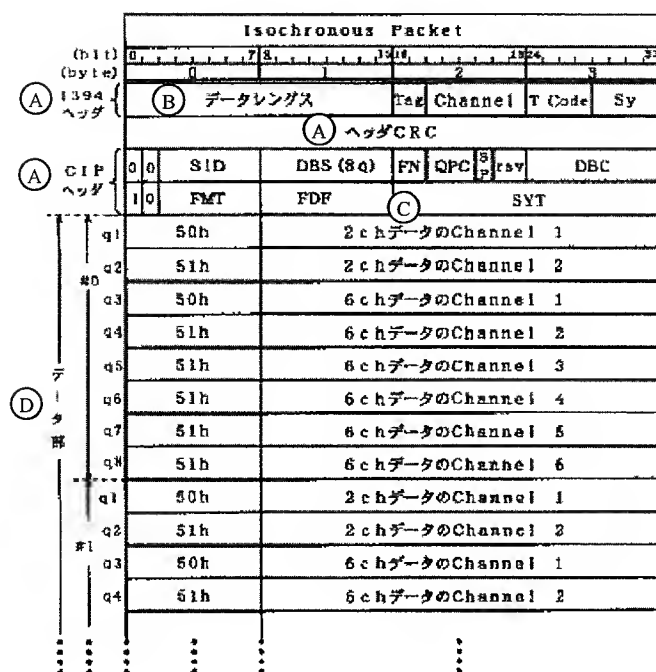 Isochronous Packet
(bit) 0 7 8 15 16 23 24 31
(byte) 0 1 2 3
Ⓐ 1394ヘッダ Ⓑ データレングス Tag Channel T Code Sy
Ⓐ ヘッダCRC
Ⓐ CIPヘッダ 0 0 SID DBS(8q) FN QPC SP rsv DBC
1 0 FMT FDF Ⓒ SYT
q1 50h 2chデータのChannel 1
q2 51h 2chデータのChannel 2
#0
q3 50h 6chデータのChannel 1
q4 51h 6chデータのChannel 2
q5 51h 6chデータのChannel 3
Ⓓ データ部
q6 51h 6chデータのChannel 4
q7 51h 6chデータのChannel 5
q8 51h 6chデータのChannel 6
q1 50h 2chデータのChannel 1
q2 51h 2chデータのChannel 2
#1
q3 50h 6chデータのChannel 1
q4 51h 6chデータのChannel 2